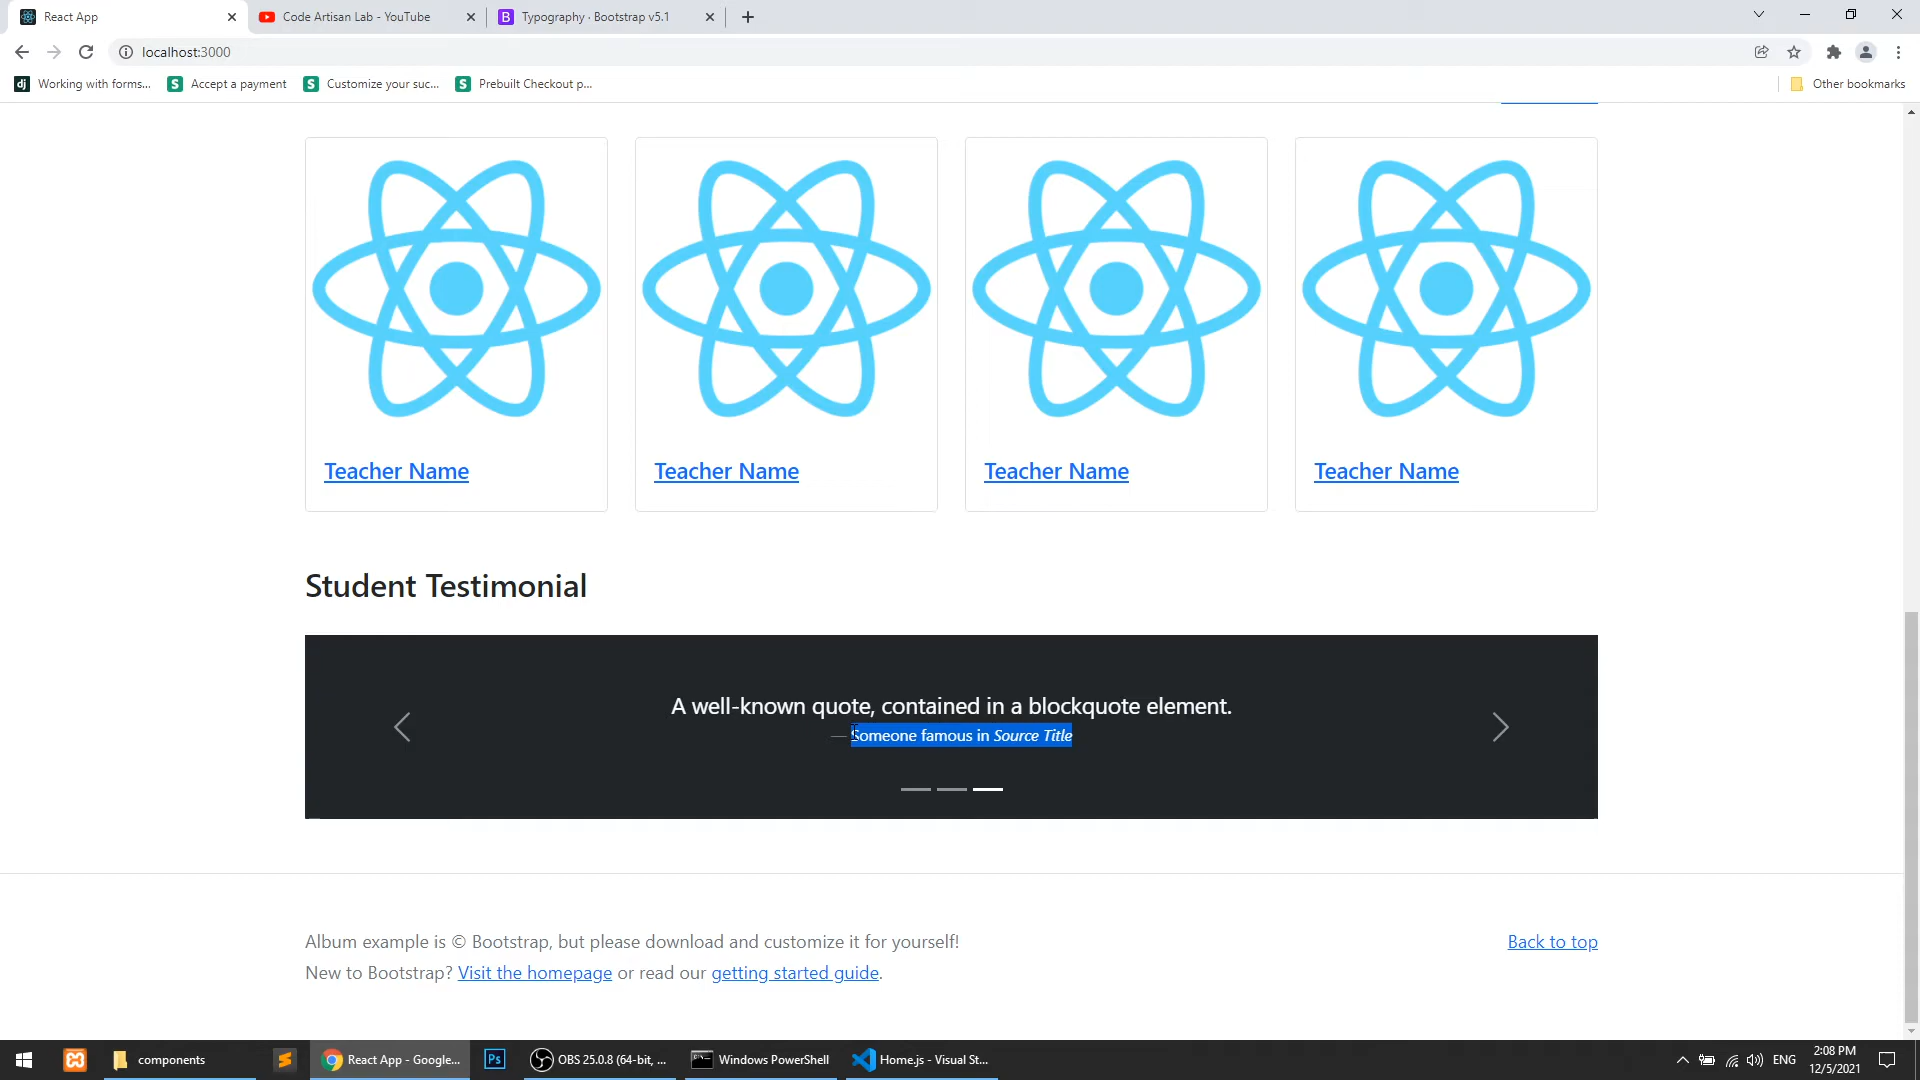 React App
Code Artisan Lab - YouTube
Typography · Bootstrap v5.1
localhost:3000
dj Working with forms...
S Accept a payment
S Customize your suc...
S Prebuilt Checkout p...
Other bookmarks
Teacher Name
Teacher Name
Teacher Name
Teacher Name
Student Testimonial
A well-known quote, contained in a blockquote element.
— Someone famous in Source Title
Album example is © Bootstrap, but please download and customize it for yourself!
Back to top
New to Bootstrap? Visit the homepage or read our getting started guide.
components
React App - Google...
Ps
OBS 25.0.8 (64-bit, ...
Windows PowerShell
Home.js - Visual St...
ENG
2:08 PM
12/5/2021